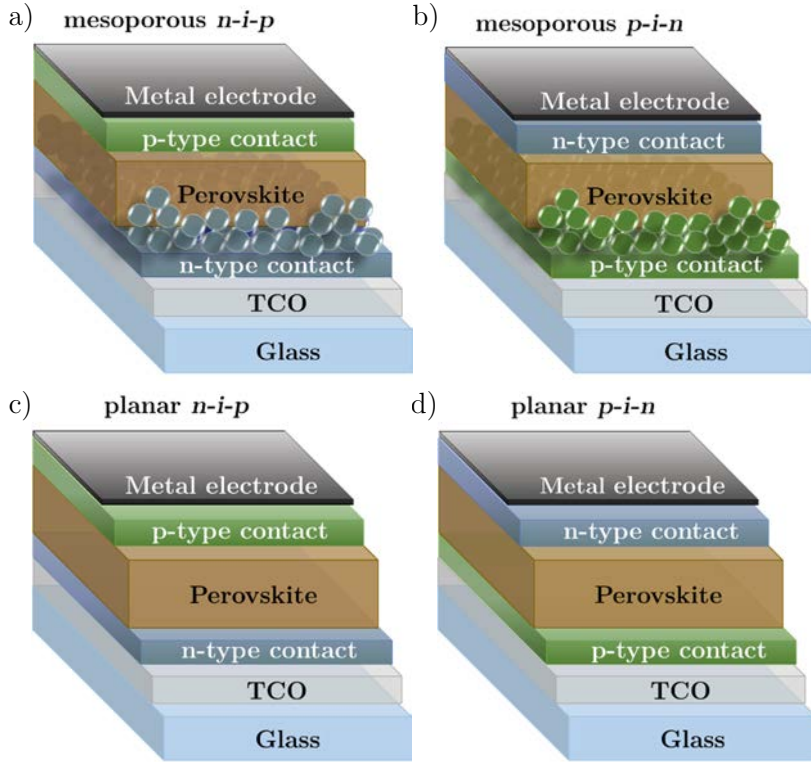 a)
mesoporous n-i-p
Metal electrode
p-type contact
Perovskite
n-type contact
TCO
Glass
b)
mesoporous p-i-n
Metal electrode
n-type contact
Perovskite
p-type contact
TCO
Glass
c)
planar n-i-p
Metal electrode
p-type contact
Perovskite
n-type contact
TCO
Glass
d)
planar p-i-n
Metal electrode
n-type contact
Perovskite
p-type contact
TCO
Glass